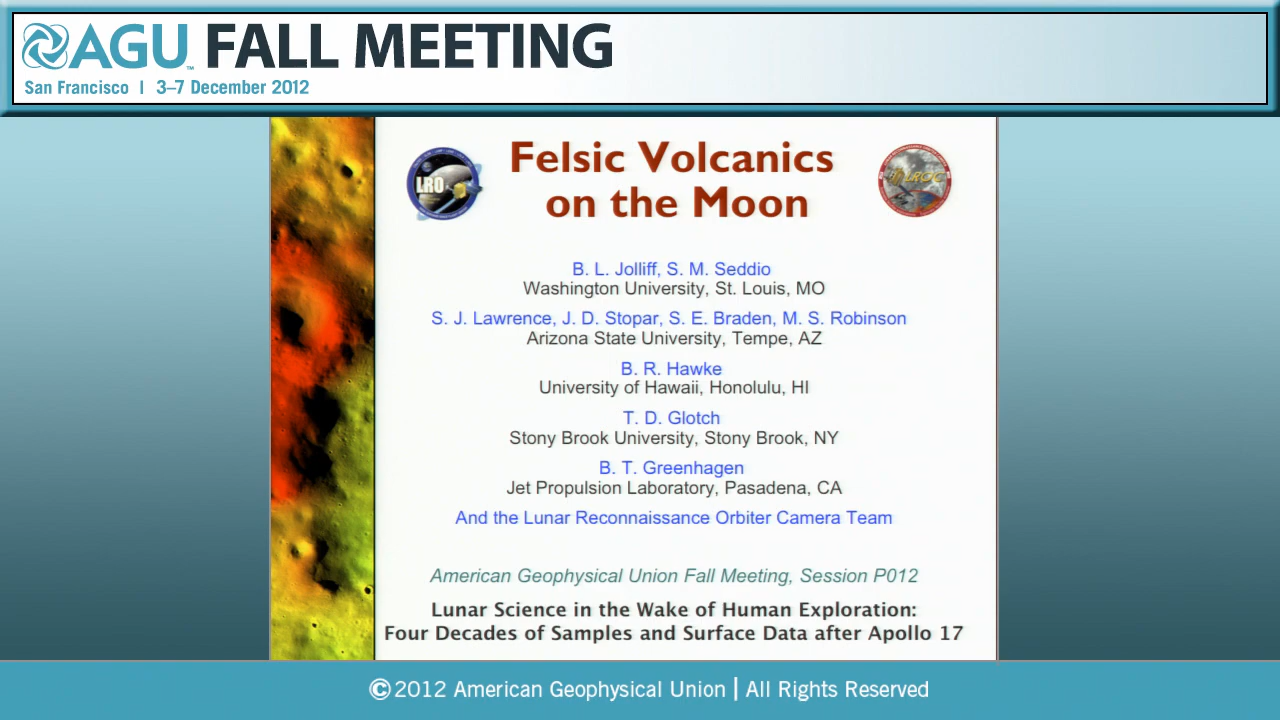 AGU™ FALL MEETING
San Francisco | 3–7 December 2012
LRO
LROC
Felsic Volcanics
on the Moon
B. L. Jolliff, S. M. Seddio
Washington University, St. Louis, MO
S. J. Lawrence, J. D. Stopar, S. E. Braden, M. S. Robinson
Arizona State University, Tempe, AZ
B. R. Hawke
University of Hawaii, Honolulu, HI
T. D. Glotch
Stony Brook University, Stony Brook, NY
B. T. Greenhagen
Jet Propulsion Laboratory, Pasadena, CA
And the Lunar Reconnaissance Orbiter Camera Team
American Geophysical Union Fall Meeting, Session P012
Lunar Science in the Wake of Human Exploration:
Four Decades of Samples and Surface Data after Apollo 17
©2012 American Geophysical Union | All Rights Reserved